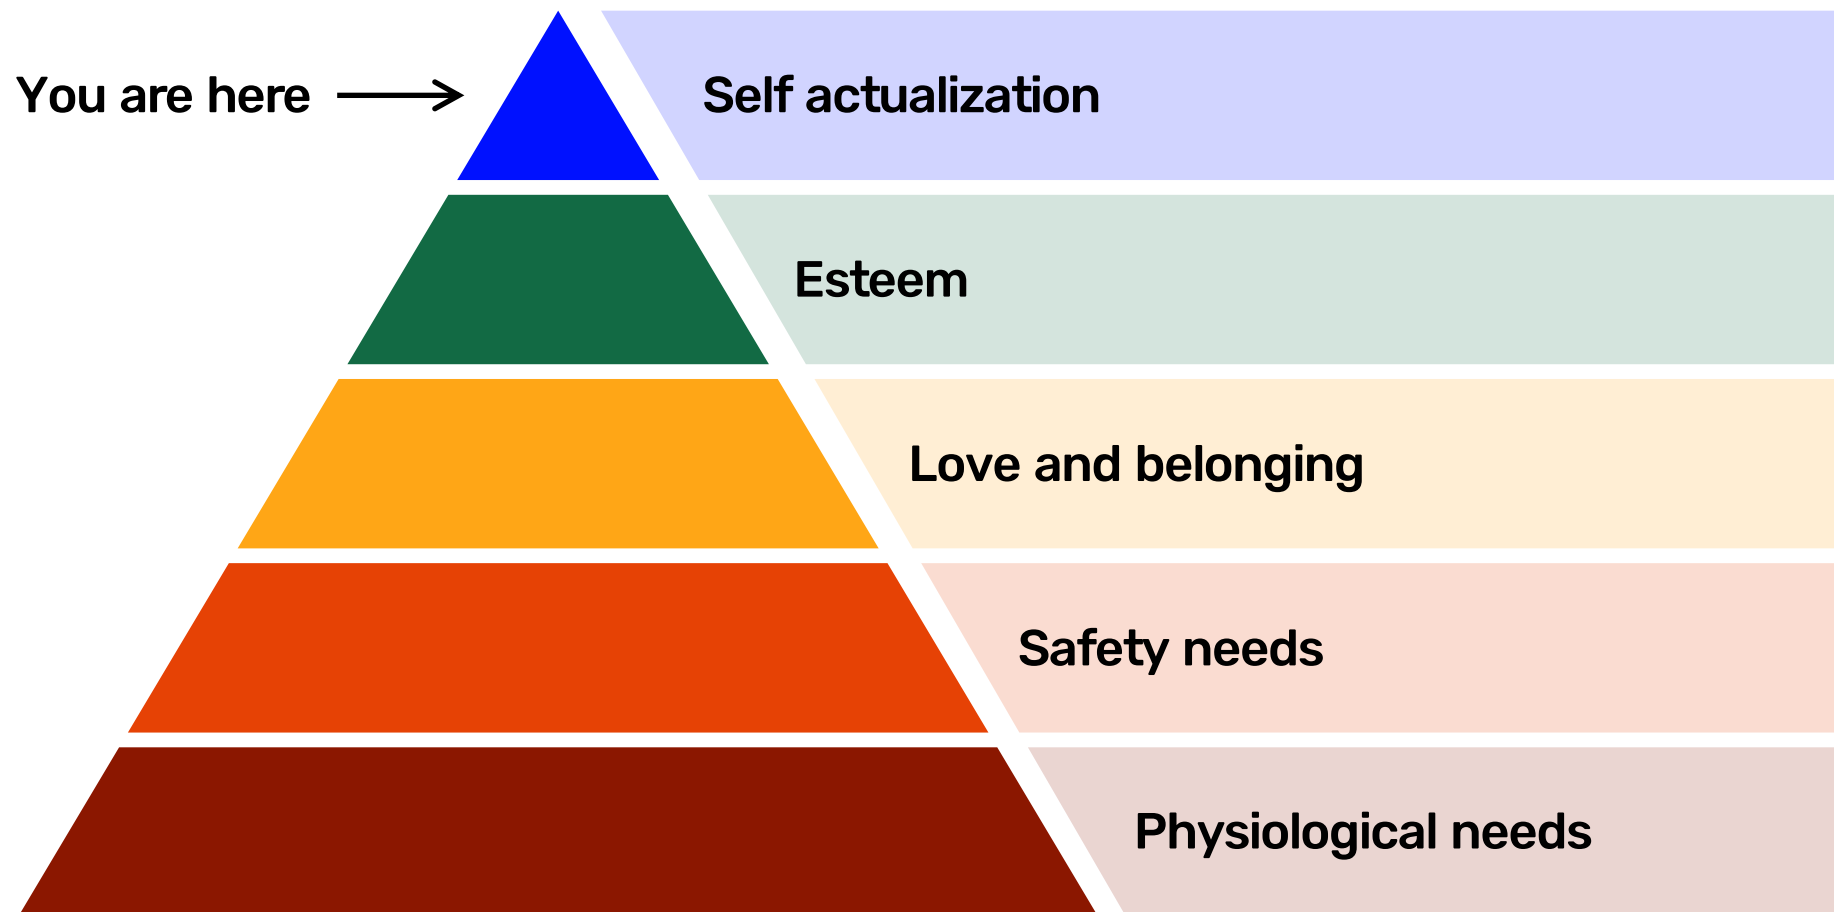 You are here
Self actualization
Esteem
Love and belonging
Safety needs
Physiological needs